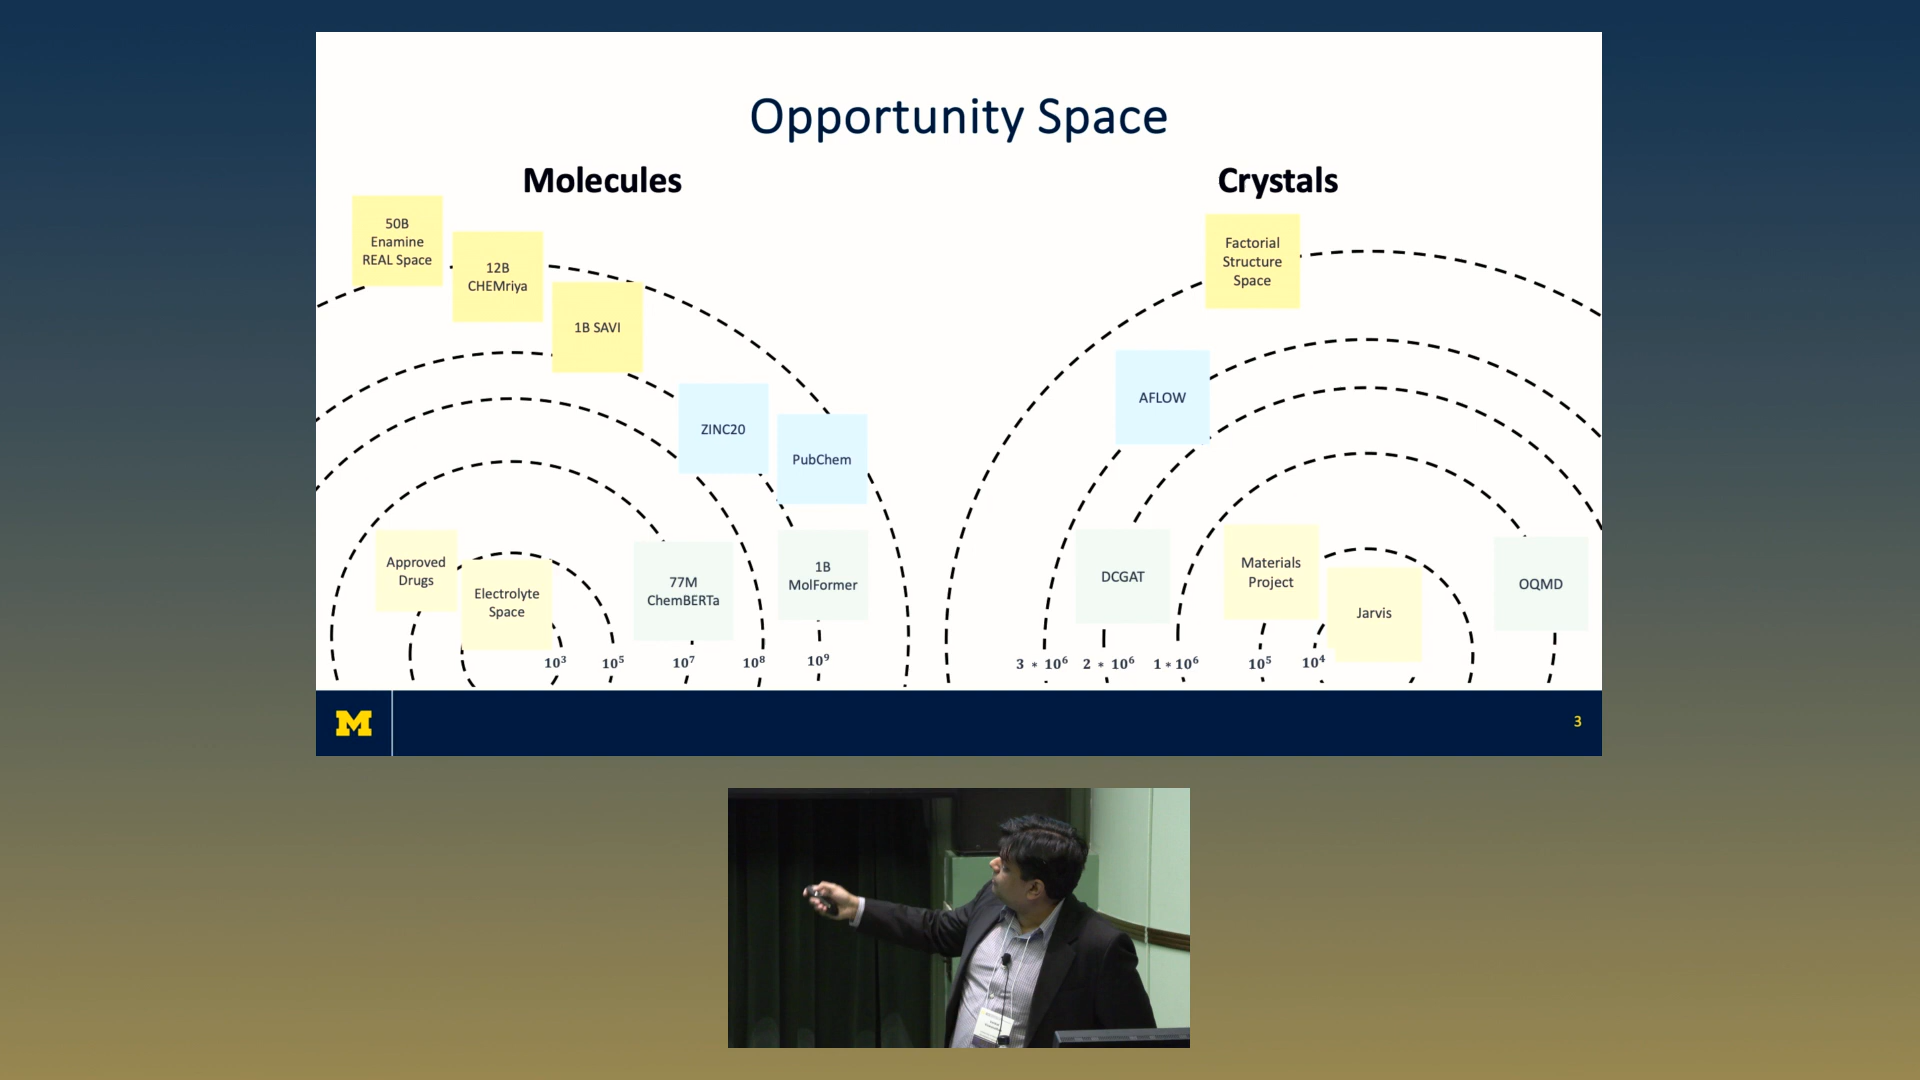 Opportunity Space
Molecules
50B
Enamine
REAL Space
12B
CHEMriya
1B SAVI
ZINC20
PubChem
Approved
Drugs
Electrolyte
Space
77M
ChemBERTa
1B
MolFormer
10³
10⁵
10⁷
10⁸
10⁹
Crystals
Factorial
Structure
Space
AFLOW
DCGAT
Materials
Project
Jarvis
OQMD
3 * 10⁶
2 * 10⁶
1 * 10⁶
10⁵
10⁴
M
3